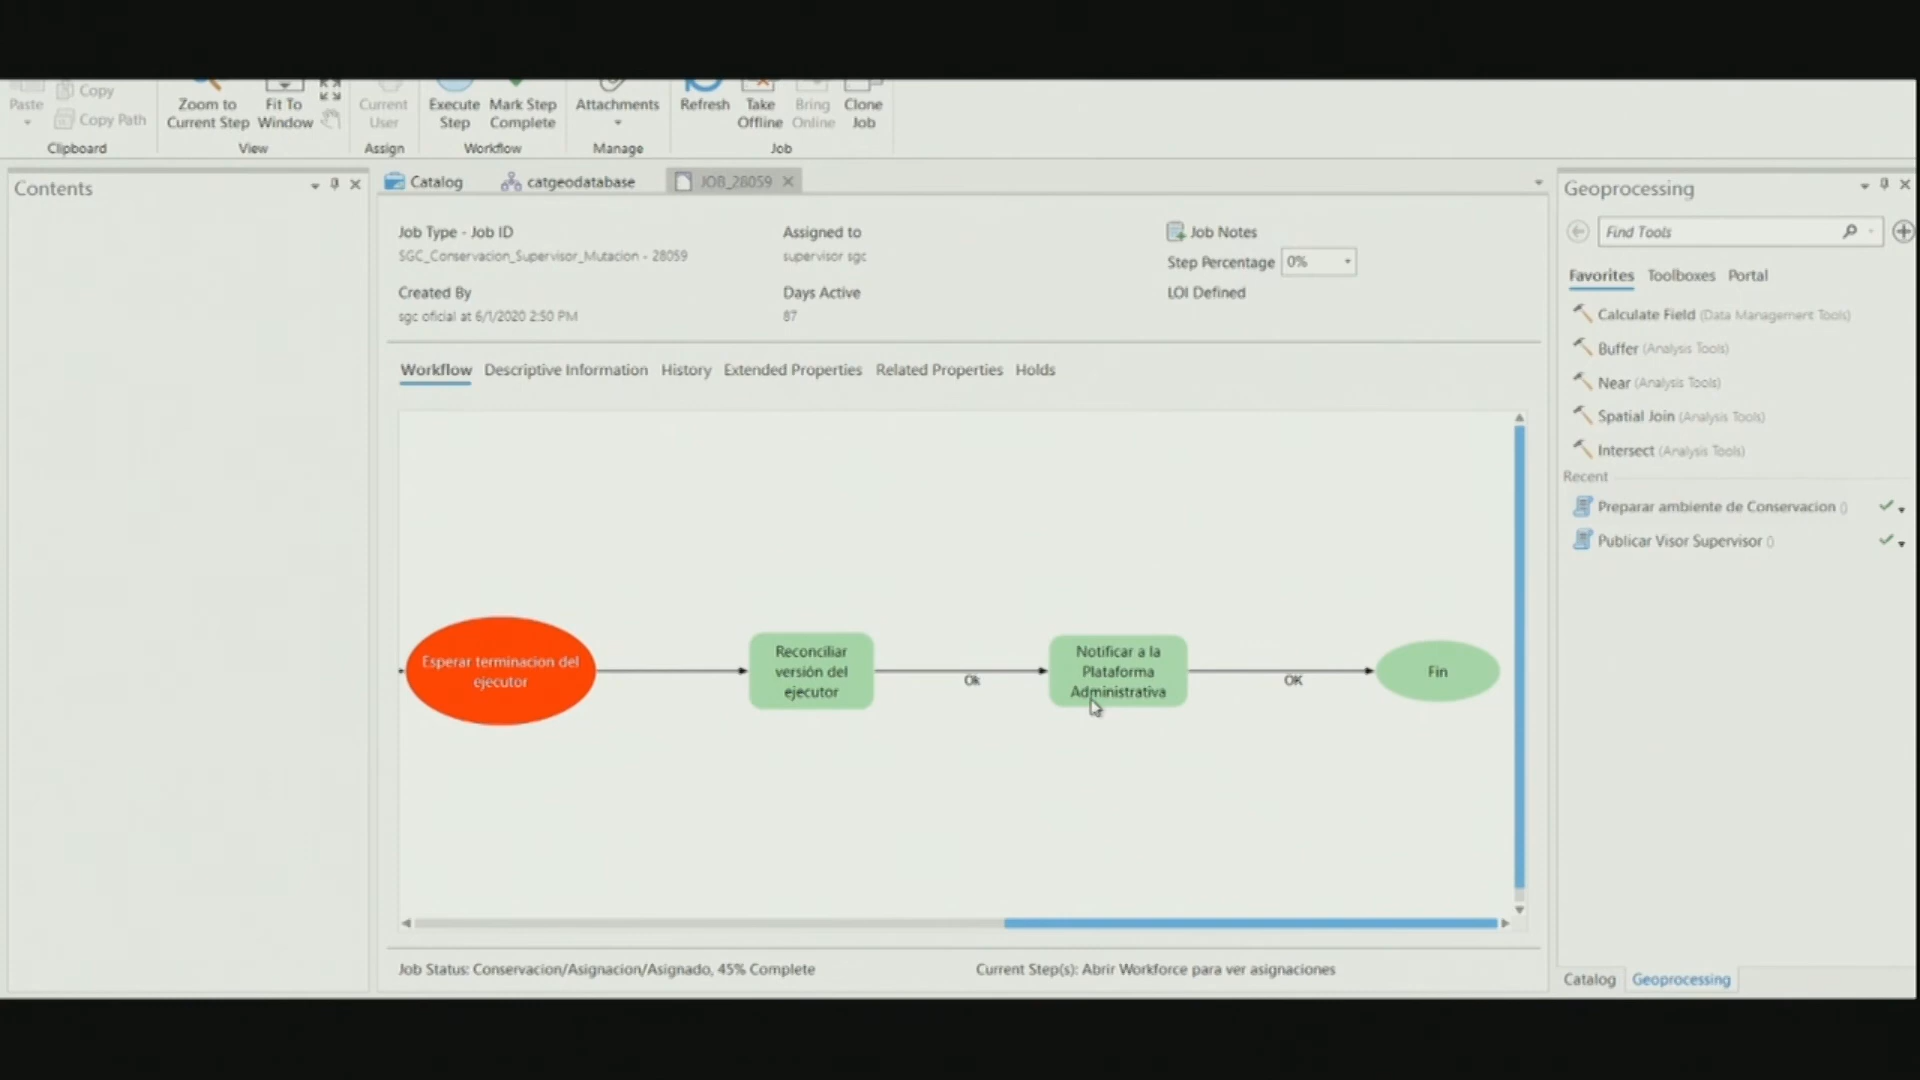 Paste
Copy
Copy Path
Clipboard
Zoom to
Current Step
Fit To
Window
View
Current
User
Assign
Execute
Step
Mark Step
Complete
Workflow
Attachments
Manage
Refresh
Take
Offline
Bring
Online
Clone
Job
Job
Contents
Catalog
catgeodatabase
JOB_28059
Job Type - Job ID
SGC_Conservacion_Supervisor_Mutacion - 28059
Assigned to
supervisor sgc
Job Notes
Step Percentage 0%
Created By
sgc oficial at 6/1/2020 2:50 PM
Days Active
87
LOI Defined
Workflow Descriptive Information History Extended Properties Related Properties Holds
Esperar terminacion del
ejecutor
Reconciliar
versión del
ejecutor
Ok
Notificar a la
Plataforma
Administrativa
OK
Fin
Job Status: Conservacion/Asignacion/Asignado, 45% Complete
Current Step(s): Abrir Workforce para ver asignaciones
Geoprocessing
Find Tools
Favorites Toolboxes Portal
Calculate Field (Data Management Tools)
Buffer (Analysis Tools)
Near (Analysis Tools)
Spatial Join (Analysis Tools)
Intersect (Analysis Tools)
Recent
Preparar ambiente de Conservacion ()
Publicar Visor Supervisor ()
Catalog Geoprocessing